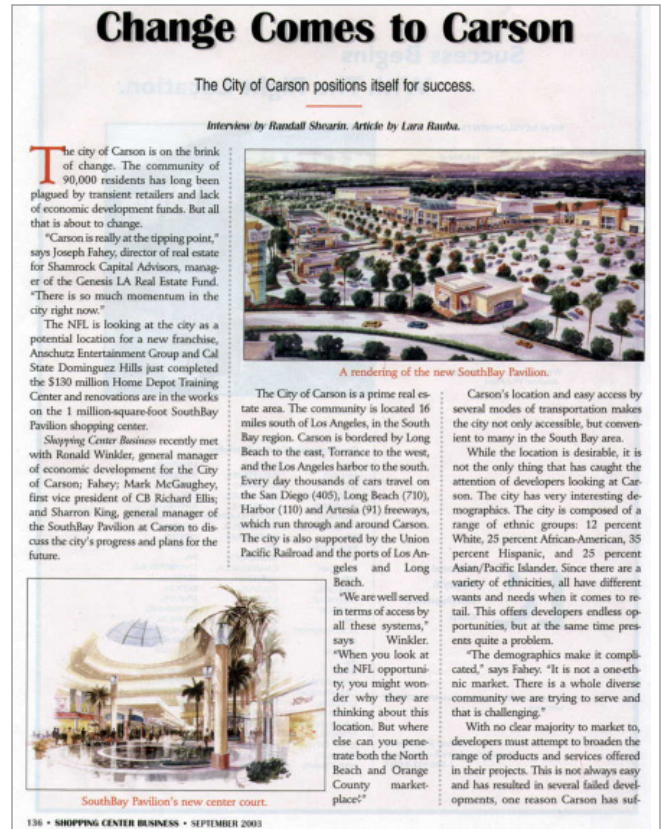 Change Comes to Carson
The City of Carson positions itself for success.
Interview by Randall Shearin. Article by Lara Rauba.
The city of Carson is on the brink
of change. The community of
90,000 residents has long been
plagued by transient retailers and lack
of economic development funds. But all
that is about to change.
"Carson is really at the tipping point,"
says Joseph Fahey, director of real estate
for Shamrock Capital Advisors, manag-
er of the Genesis LA Real Estate Fund.
"There is so much momentum in the
city right now."
The NFL is looking at the city as a
potential location for a new franchise,
Anschutz Entertainment Group and Cal
State Dominguez Hills just completed
the $130 million Home Depot Training
Center and renovations are in the works
on the 1 million-square-foot SouthBay
Pavilion shopping center.
Shopping Center Business recently met
with Ronald Winkler, general manager
of economic development for the City
of Carson; Fahey; Mark McGaughey,
first vice president of CB Richard Ellis;
and Sharron King, general manager of
the SouthBay Pavilion at Carson to dis-
cuss the city's progress and plans for the
future.
SouthBay Pavilion's new center court.
A rendering of the new SouthBay Pavilion.
The City of Carson is a prime real es-
tate area. The community is located 16
miles south of Los Angeles, in the South
Bay region. Carson is bordered by Long
Beach to the east, Torrance to the west,
and the Los Angeles harbor to the south.
Every day thousands of cars travel on
the San Diego (405), Long Beach (710),
Harbor (110) and Artesia (91) freeways,
which run through and around Carson.
The city is also supported by the Union
Pacific Railroad and the ports of Los An-
geles and Long
Beach.
"We are well served
in terms of access by
all these systems,"
says Winkler.
"When you look at
the NFL opportuni-
ty, you might won-
der why they are
thinking about this
location. But where
else can you pene-
trate both the North
Beach and Orange
County market-
place?"
Carson's location and easy access by
several modes of transportation makes
the city not only accessible, but conven-
ient to many in the South Bay area.
While the location is desirable, it is
not the only thing that has caught the
attention of developers looking at Car-
son. The city has very interesting de-
mographics. The city is composed of a
range of ethnic groups: 12 percent
White, 25 percent African-American, 35
percent Hispanic, and 25 percent
Asian/Pacific Islander. Since there are a
variety of ethnicities, all have different
wants and needs when it comes to re-
tail. This offers developers endless op-
portunities, but at the same time pres-
ents quite a problem.
"The demographics make it compli-
cated," says Fahey. "It is not a one-eth-
nic market. There is a whole diverse
community we are trying to serve and
that is challenging."
With no clear majority to market to,
developers must attempt to broaden the
range of products and services offered
in their projects. This is not always easy
and has resulted in several failed devel-
opments, one reason Carson has suf-
136 • SHOPPING CENTER BUSINESS • SEPTEMBER 2003